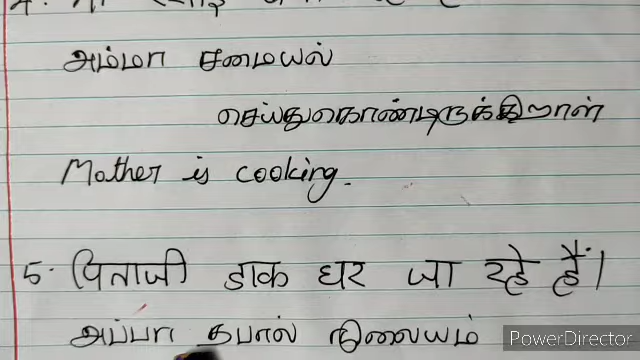 அம்மா சமையல்
செய்துகொண்டிருக்கிறாள்
Mother is cooking.
5. पिताजी डाक घर जा रहे हैं।
அப்பா தபால் நிலையம்
PowerDirector